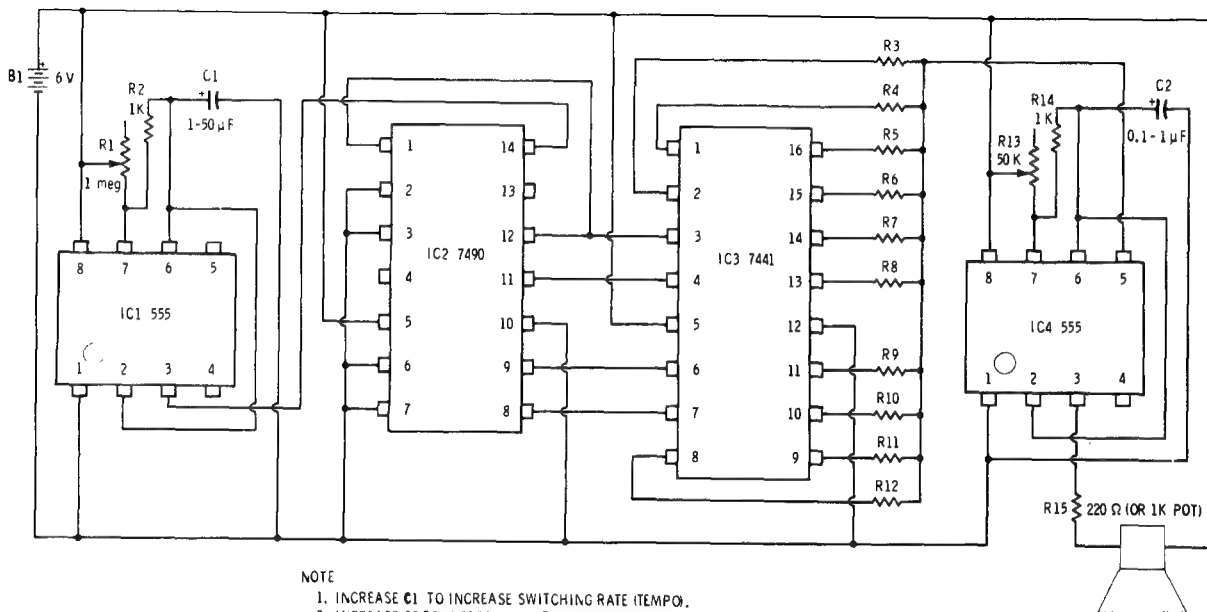 B1
6 V
R2
1K
C1
+
1-50 µF
R1
1 meg
8 7 6 5
IC1 555
1 2 3 4
1 14
2 13
3 12
IC2 7490
4 11
5 10
6 9
7 8
R3
R4
R5
R6
R7
R8
R9
R10
R11
R12
1 16
2 15
3 14
IC3 7441
4 13
5 12
6 11
7 10
8 9
R14
1K
C2
+
0.1-1 µF
R13
50 K
8 7 6 5
IC4 555
1 2 3 4
R15
220 Ω (OR 1K POT)
NOTE
1. INCREASE C1 TO INCREASE SWITCHING RATE (TEMPO).